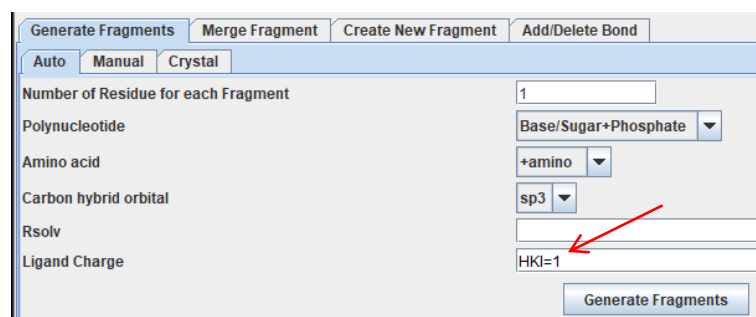 Generate Fragments Merge Fragment Create New Fragment Add/Delete Bond
Auto Manual Crystal
Number of Residue for each Fragment 1
Polynucleotide Base/Sugar+Phosphate
Amino acid +amino
Carbon hybrid orbital sp3
Rsolv
Ligand Charge HKI=1
Generate Fragments